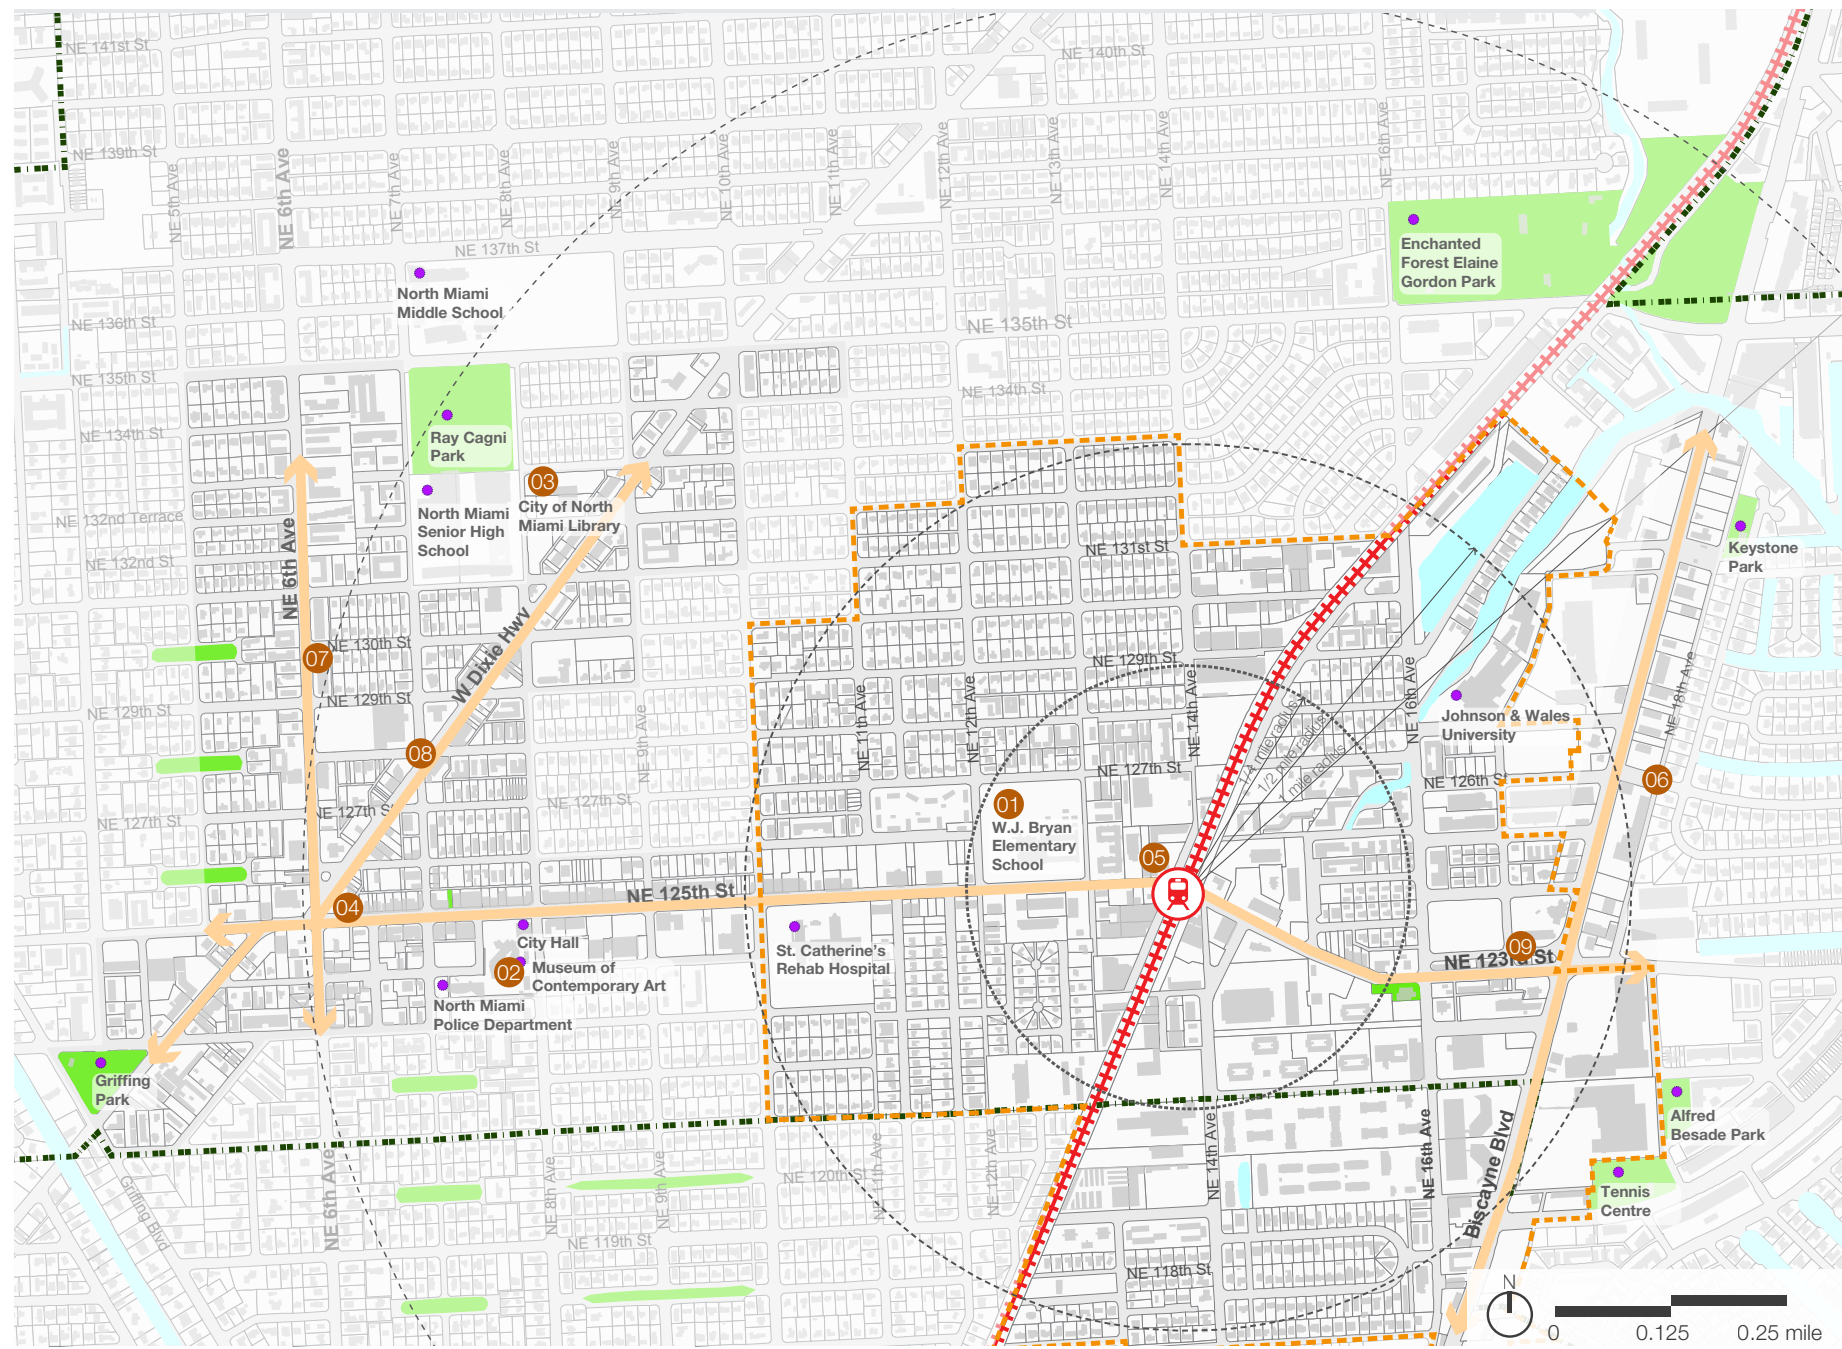 NE 141st St
NE 140th St
NE 139th St
NE 5th Ave
NE 6th Ave
NE 7th Ave
NE 8th Ave
NE 9th Ave
NE 10th Ave
NE 11th Ave
NE 12th Ave
NE 13th Ave
NE 14th Ave
NE 16th Ave
NE 137th St
North Miami
Middle School
Enchanted
Forest Elaine
Gordon Park
NE 136th St
NE 135th St
NE 135th St
NE 134th St
NE 134th St
Ray Cagni
Park
03
City of North
Miami Library
North Miami
Senior High
School
NE 132nd Terrace
NE 132nd St
NE 6th Ave
NE 131st St
Keystone
Park
W Dixie Hwy
NE 130th St
07
NE 129th St
NE 129th St
NE 129th St
NE 9th Ave
NE 11th Ave
NE 12th Ave
NE 14th Ave
NE 16th Ave
NE 18th Ave
Johnson & Wales
University
08
1/4 mile radius
1/2 mile radius
1 mile radius
NE 127th St
NE 126th St
06
NE 127th St
NE 127th St
NE 127th St
01
W.J. Bryan
Elementary
School
05
NE 125th St
04
City Hall
02
Museum of
Contemporary Art
North Miami
Police Department
St. Catherine's
Rehab Hospital
09
NE 123rd St
Griffing
Park
Alfred
Besade Park
Griffing Blvd
NE 6th Ave
NE 8th Ave
NE 9th Ave
NE 120th St
NE 11th Ave
NE 12th Ave
NE 14th Ave
NE 16th Ave
Biscayne Blvd
Tennis
Centre
NE 119th St
NE 118th St
N
0 0.125 0.25 mile